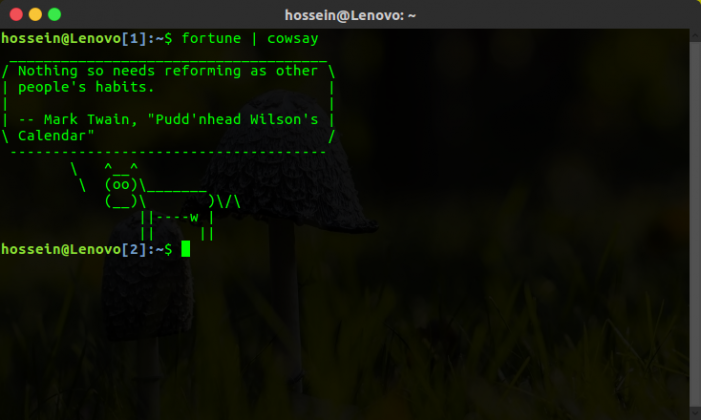 hossein@Lenovo: ~
hossein@Lenovo[1]:~$ fortune | cowsay
 _____________________________________
/ Nothing so needs reforming as other \
| people's habits.                    |
|                                     |
| -- Mark Twain, "Pudd'nhead Wilson's |
\ Calendar"                           /
 -------------------------------------
        \   ^__^
         \  (oo)\_______
            (__)\       )\/\
                ||----w |
                ||     ||
hossein@Lenovo[2]:~$